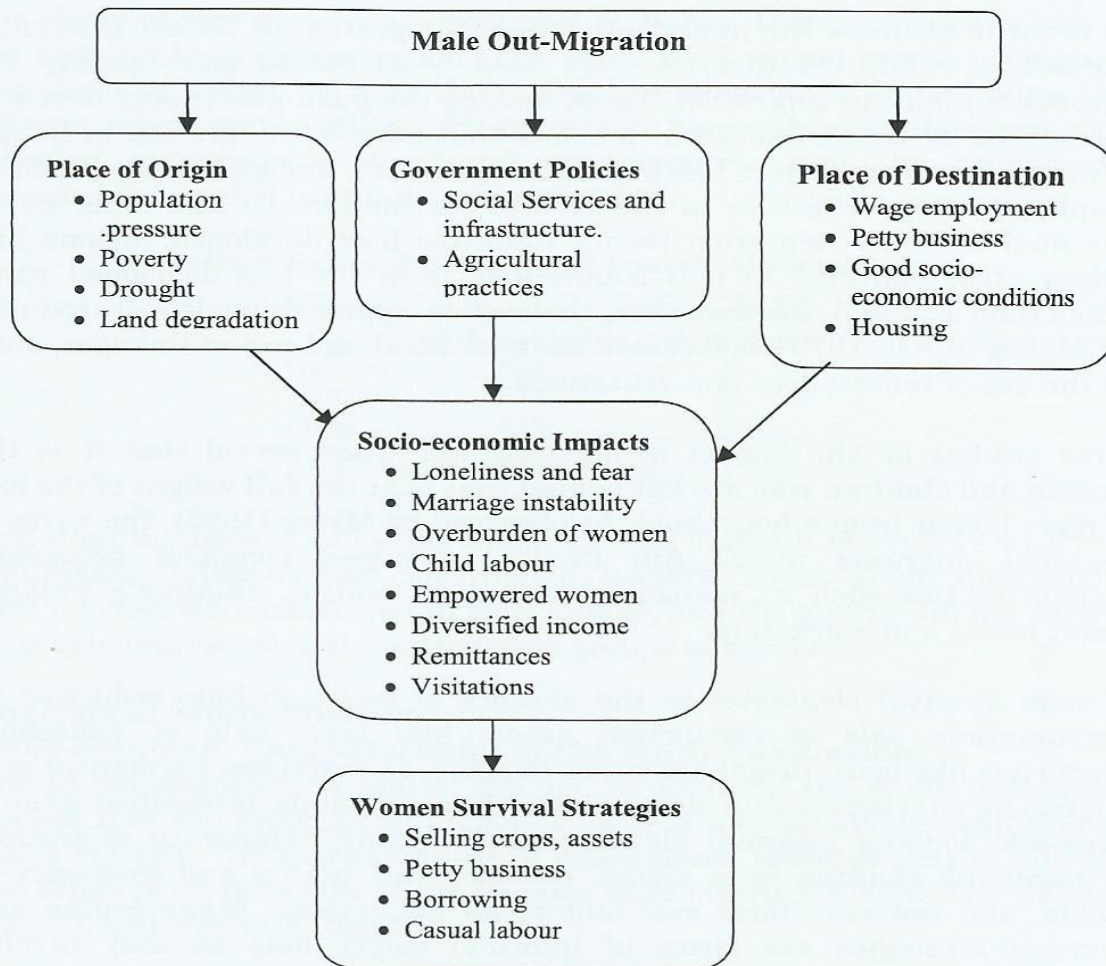 Male Out-Migration
Place of Origin
• Population
.pressure
• Poverty
• Drought
• Land degradation
Government Policies
• Social Services and
infrastructure.
• Agricultural
practices
Place of Destination
• Wage employment
• Petty business
• Good socio-
economic conditions
• Housing
Socio-economic Impacts
• Loneliness and fear
• Marriage instability
• Overburden of women
• Child labour
• Empowered women
• Diversified income
• Remittances
• Visitations
Women Survival Strategies
• Selling crops, assets
• Petty business
• Borrowing
• Casual labour